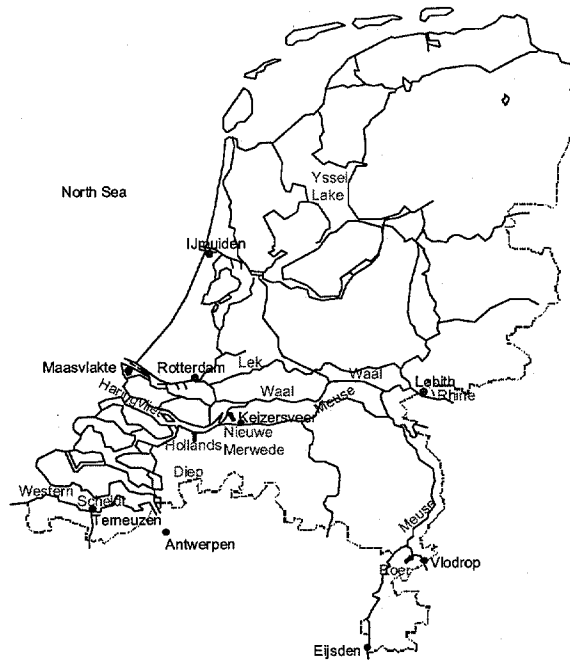 Yssel
Lake
North Sea
IJmuiden
Maasvlakte
Rotterdam
Lek
Waal
Lobith
Rhine
Haringvliet
Waal
Meuse
Keizersveer
Nieuwe
Merwede
Hollands
Diep
Western
Scheldt
Terneuzen
Antwerpen
Meuse
Roer
Vlodrop
Eijsden